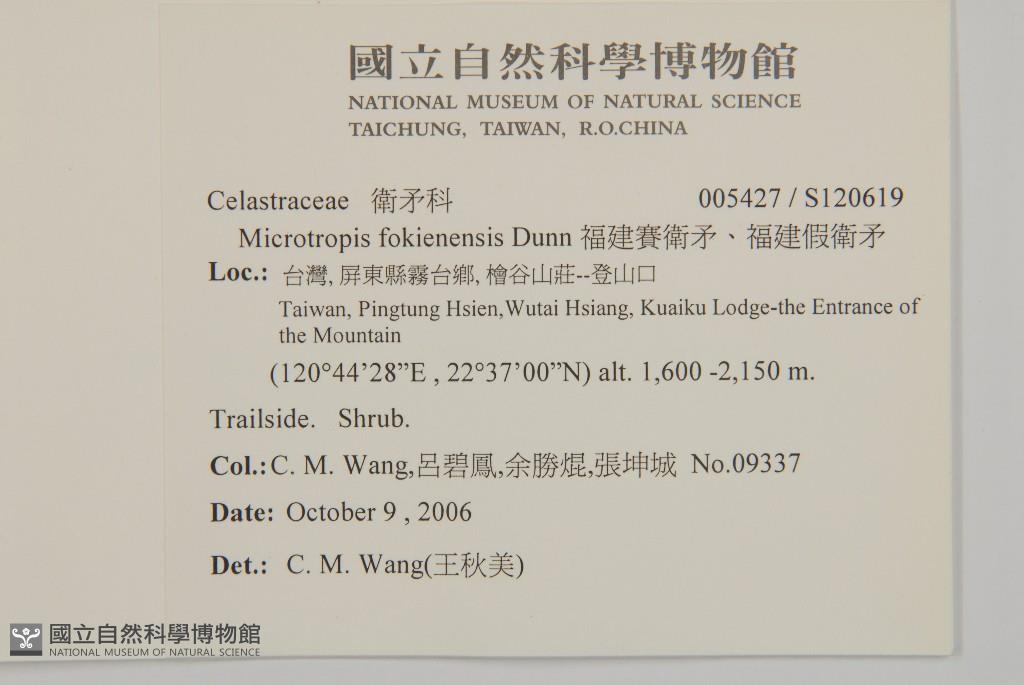 國立自然科學博物館
NATIONAL MUSEUM OF NATURAL SCIENCE
TAICHUNG, TAIWAN, R.O.CHINA
Celastraceae 衛矛科 005427 / S120619
Microtropis fokienensis Dunn 福建賽衛矛、福建假衛矛
Loc.: 台灣, 屏東縣霧台鄉, 檜谷山莊--登山口
Taiwan, Pingtung Hsien,Wutai Hsiang, Kuaiku Lodge-the Entrance of
the Mountain
(120°44’28”E , 22°37’00”N) alt. 1,600 -2,150 m.
Trailside. Shrub.
Col.: C. M. Wang,呂碧鳳,余勝焜,張坤城 No.09337
Date: October 9 , 2006
Det.: C. M. Wang(王秋美)
國立自然科學博物館
NATIONAL MUSEUM OF NATURAL SCIENCE